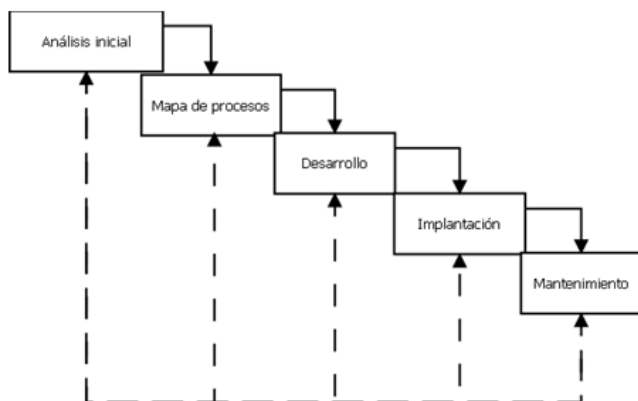 Análisis inicial
Mapa de procesos
Desarrollo
Implantación
Mantenimiento